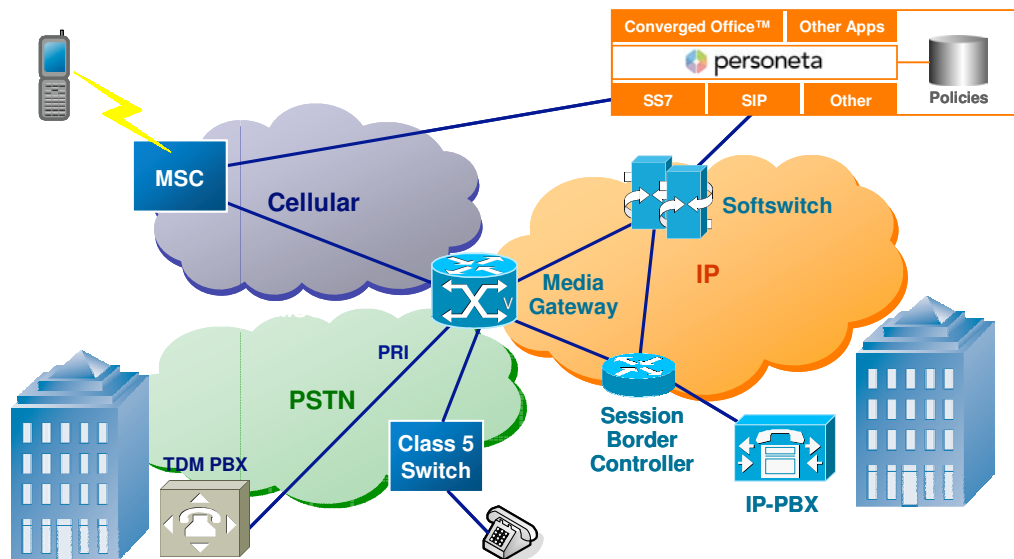 Converged Office™
Other Apps
personeta
SS7
SIP
Other
Policies
MSC
Cellular
Softswitch
IP
Media
Gateway
V
PRI
PSTN
Class 5
Switch
TDM PBX
Session
Border
Controller
IP-PBX